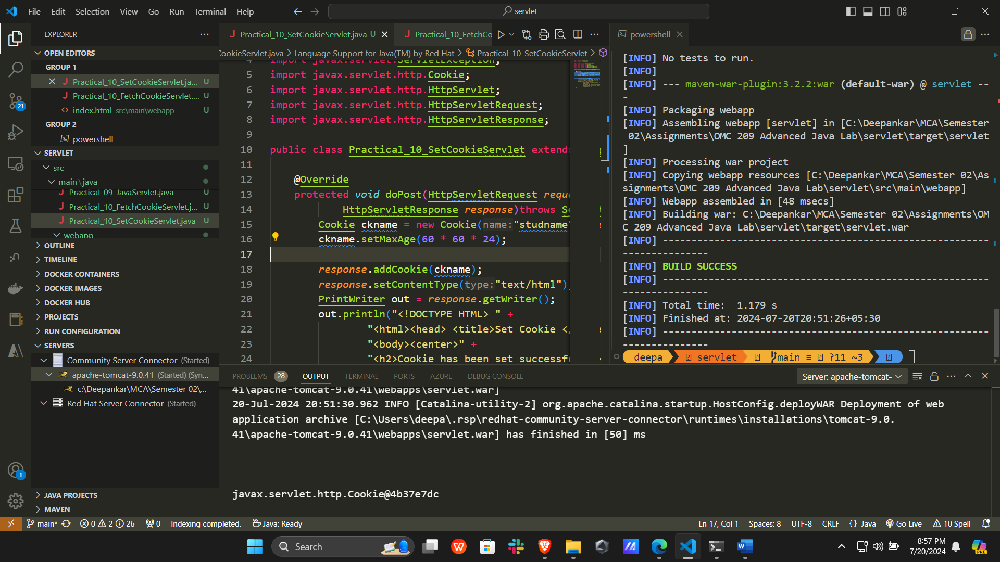 File Edit Selection View Go Run Terminal Help
servlet
EXPLORER
OPEN EDITORS
GROUP 1
Practical_10_SetCookieServlet.ja... U
Practical_10_FetchCookieServlet.... U
index.html src\main\webapp U
GROUP 2
powershell
SERVLET
src
main\java
Practical_09_JavaServlet.java U
Practical_10_FetchCookieServlet.j... U
Practical_10_SetCookieServlet.java U
webapp
OUTLINE
TIMELINE
DOCKER CONTAINERS
DOCKER IMAGES
DOCKER HUB
PROJECTS
RUN CONFIGURATION
SERVERS
Community Server Connector (Started)
apache-tomcat-9.0.41 (Started) (Syn...
c:\Deepankar\MCA\Semester 02\...
Red Hat Server Connector (Started)
JAVA PROJECTS
MAVEN
21
1
Practical_10_SetCookieServlet.java U
Practical_10_FetchCo
CookieServlet.java > Language Support for Java(TM) by Red Hat > Practical_10_SetCookieServlet >
4 import javax.servlet.ServletException;
5 import javax.servlet.http.Cookie;
6 import javax.servlet.http.HttpServlet;
7 import javax.servlet.http.HttpServletRequest;
8 import javax.servlet.http.HttpServletResponse;
9
10 public class Practical_10_SetCookieServlet extends
11
12 @Override
13 protected void doPost(HttpServletRequest reque
14 HttpServletResponse response)throws Se
15 Cookie ckname = new Cookie(name:"studname"
16 ckname.setMaxAge(60 * 60 * 24);
17
18 response.addCookie(ckname);
19 response.setContentType(type:"text/html")
20 PrintWriter out = response.getWriter();
21 out.println("<!DOCTYPE HTML> " +
22 "<html><head> <title>Set Cookie </
23 "<body><center>" +
24 "<h2>Cookie has been set successfu
powershell
[INFO] No tests to run.
[INFO]
[INFO] --- maven-war-plugin:3.2.2:war (default-war) @ servlet --
-
[INFO] Packaging webapp
[INFO] Assembling webapp [servlet] in [C:\Deepankar\MCA\Semester
02\Assignments\OMC 209 Advanced Java Lab\servlet\target\servlet
]
[INFO] Processing war project
[INFO] Copying webapp resources [C:\Deepankar\MCA\Semester 02\As
signments\OMC 209 Advanced Java Lab\servlet\src\main\webapp]
[INFO] Webapp assembled in [48 msecs]
[INFO] Building war: C:\Deepankar\MCA\Semester 02\Assignments\OM
C 209 Advanced Java Lab\servlet\target\servlet.war
[INFO] ---------------------------------------------------------
---------------
[INFO] BUILD SUCCESS
[INFO] ---------------------------------------------------------
---------------
[INFO] Total time:  1.179 s
[INFO] Finished at: 2024-07-20T20:51:26+05:30
[INFO] ---------------------------------------------------------
---------------
deepa servlet main ≡ ?11 ~3
PROBLEMS 28 OUTPUT TERMINAL PORTS AZURE DEBUG CONSOLE
Server: apache-tomcat-
41\apache-tomcat-9.0.41\webapps\servlet.war]
20-Jul-2024 20:51:30.962 INFO [Catalina-utility-2] org.apache.catalina.startup.HostConfig.deployWAR Deployment of web
application archive [C:\Users\deepa\.rsp\redhat-community-server-connector\runtimes\installations\tomcat-9.0.
41\apache-tomcat-9.0.41\webapps\servlet.war] has finished in [50] ms
javax.servlet.http.Cookie@4b37e7dc
main* 0 2 26 0 Indexing completed. Java: Ready
Ln 17, Col 1 Spaces: 8 UTF-8 CRLF {} Java Go Live 10 Spell
Search
8:57 PM
7/20/2024
PRE